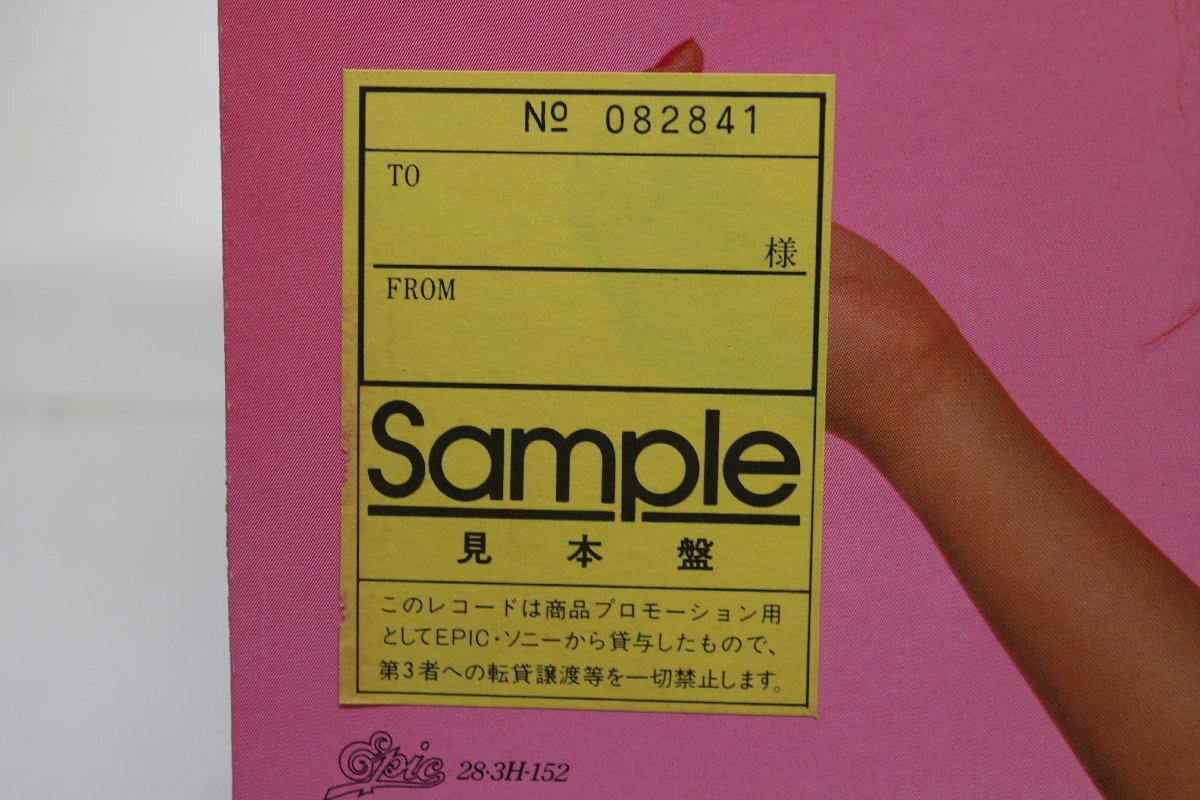 No 082841
TO
様
FROM
Sample
見本盤
このレコードは商品プロモーション用
としてEPIC・ソニーから貸与したもので、
第3者への転貸譲渡等を一切禁止します。
Epic 28・3H-152